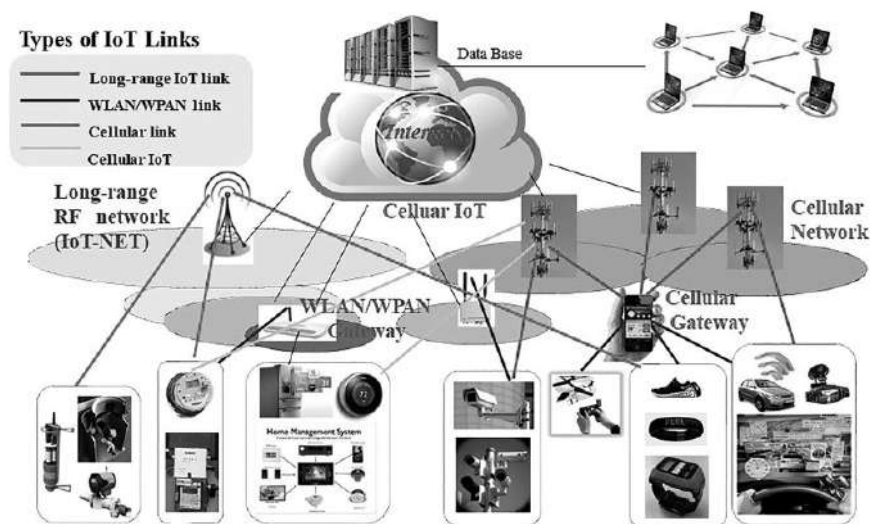 Types of IoT Links
Long-range IoT link
WLAN/WPAN link
Cellular link
Cellular IoT
Data Base
Long-range
RF network
(IoT-NET)
Celluar IoT
Cellular
Network
WLAN/WPAN
Gateway
Cellular
Gateway
Home Management System